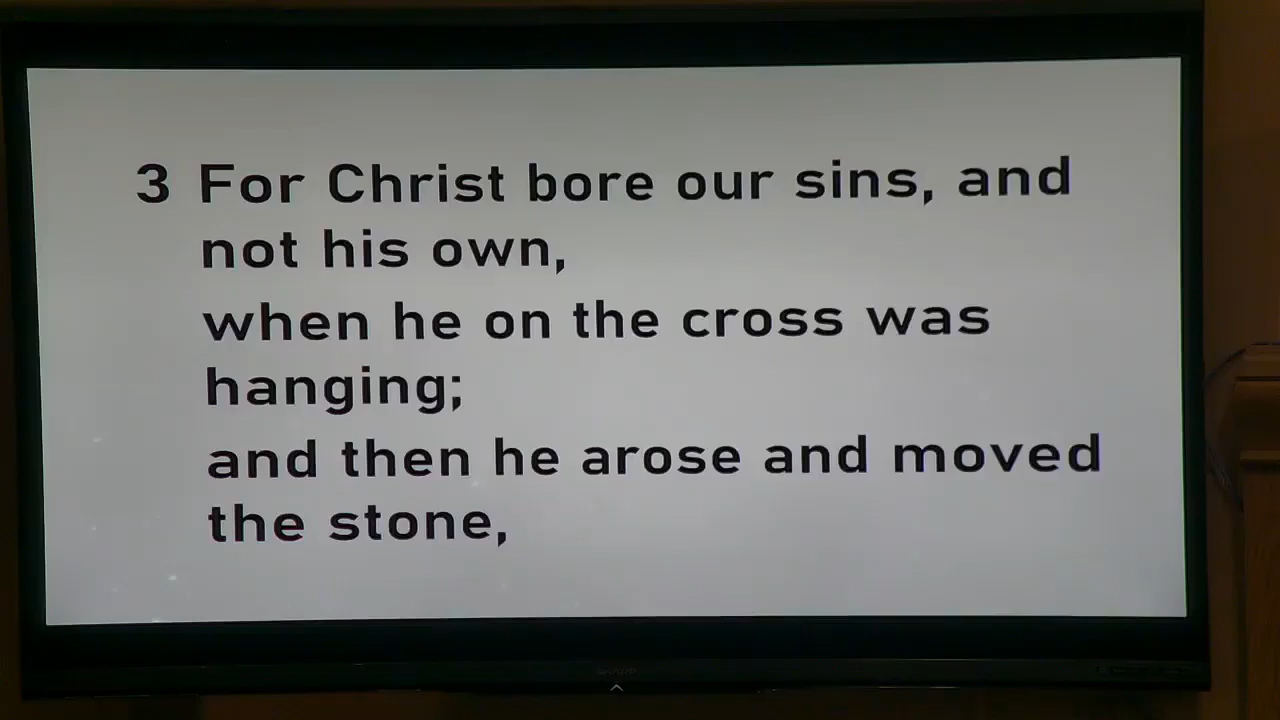 3 For Christ bore our sins, and
not his own,
when he on the cross was
hanging;
and then he arose and moved
the stone,
SHARP